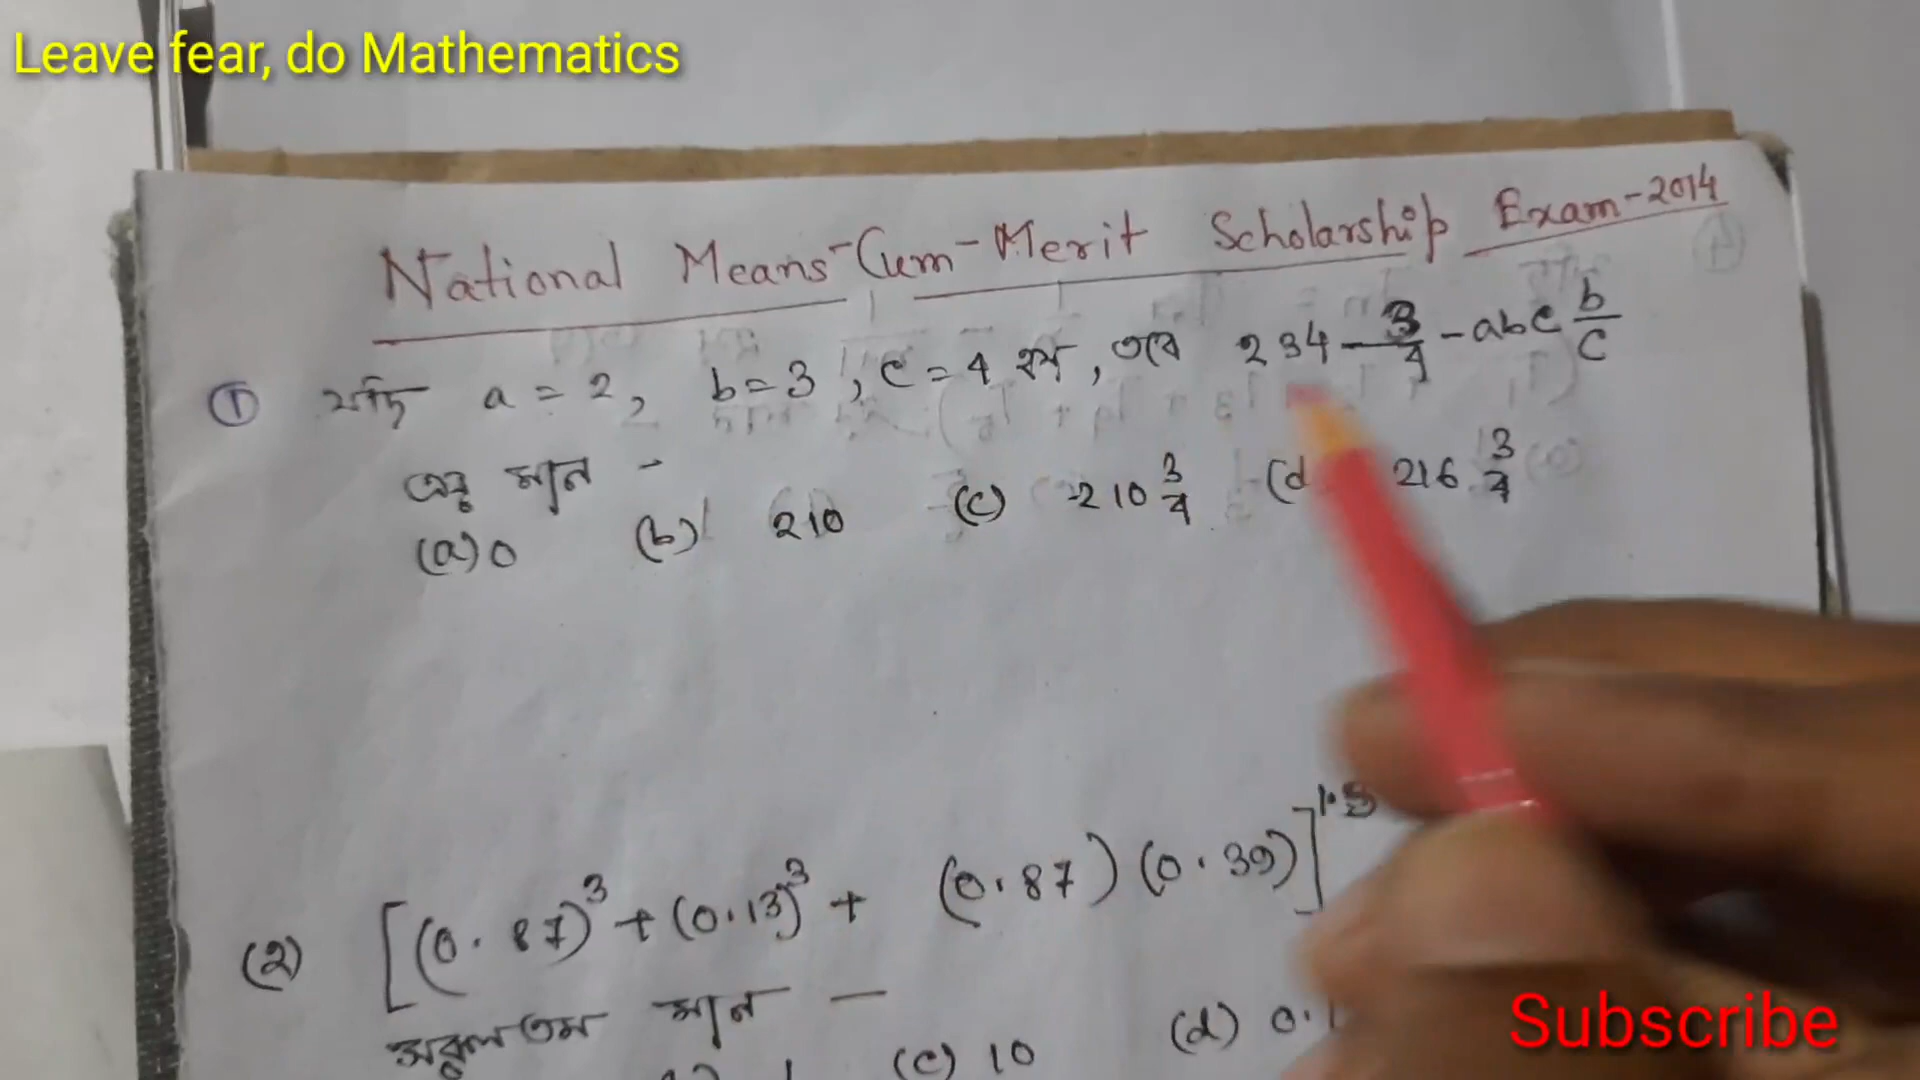 Leave fear, do Mathematics
National Means-Cum-Merit Scholarship Exam-2014
① যদি a = 2, b = 3, c = 4 হয়, তবে 234 - 3/4 - abc b/c
এর মান -
(a) 0 (b) 210 (c) 210 3/4 (d 216 3/4
(2) [(0.87)³ + (0.13)³ + (0.87) (0.39)]
সরলতম মান —
(c) 10 (d) 0.1
Subscribe